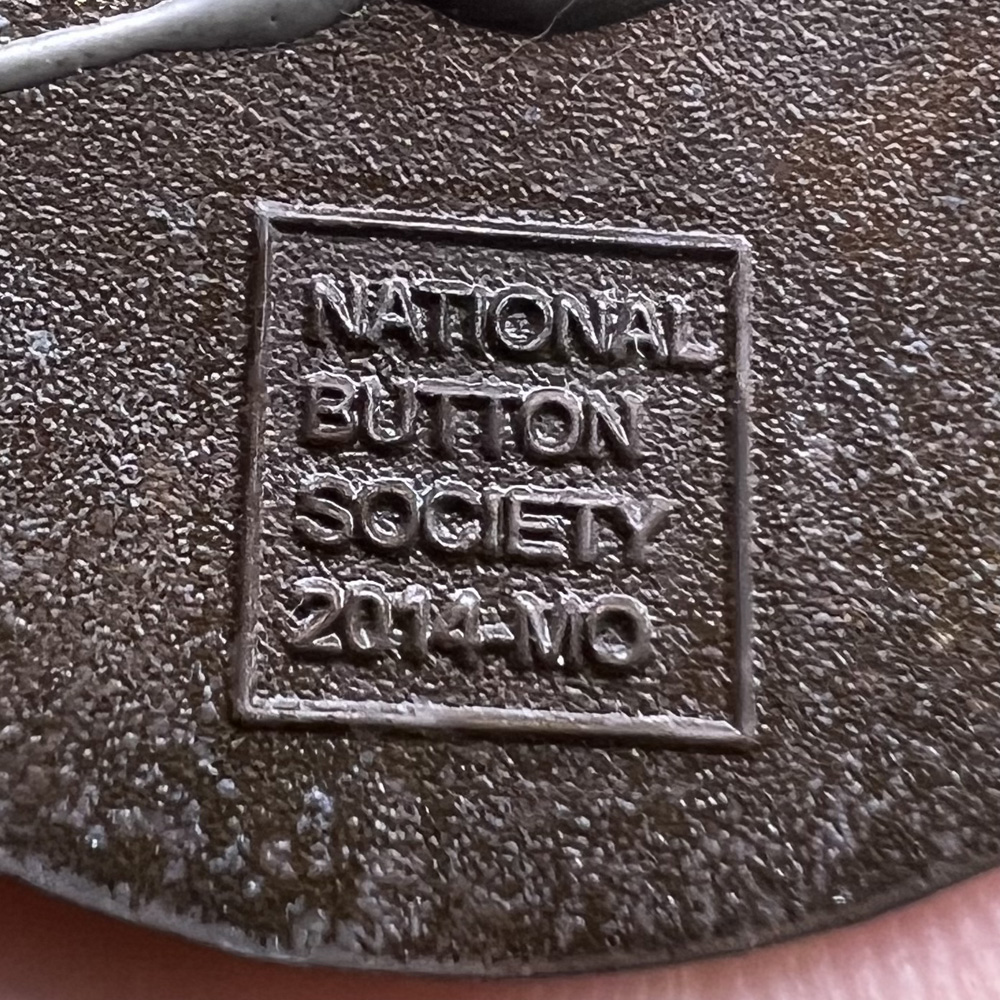 NATIONAL
BUTTON
SOCIETY
2014-MO